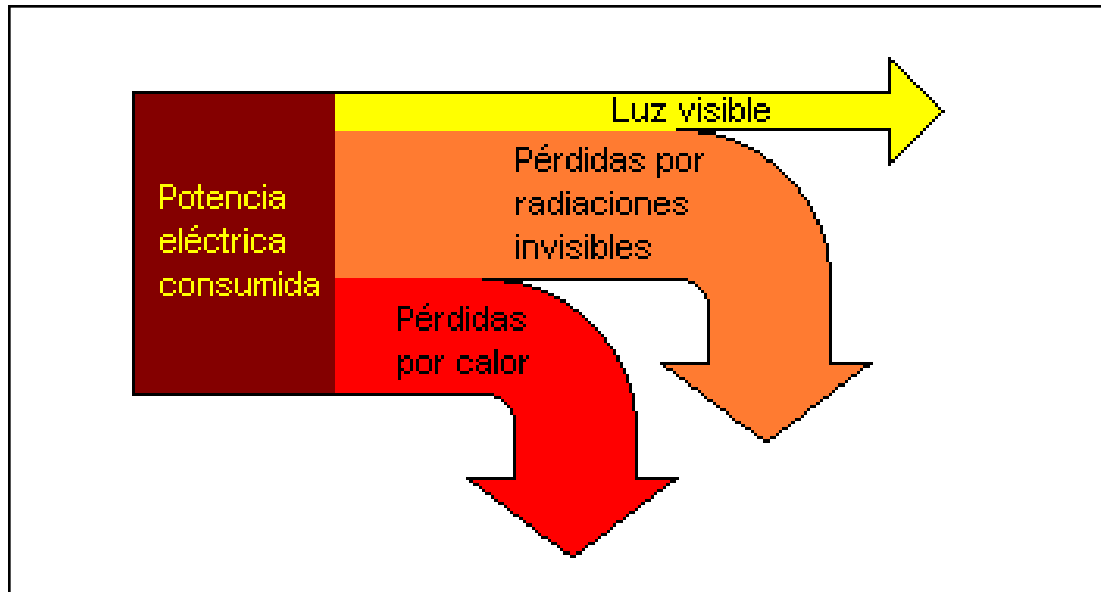 Luz visible
Pérdidas por
radiaciones
invisibles
Potencia
eléctrica
consumida
Pérdidas
por calor